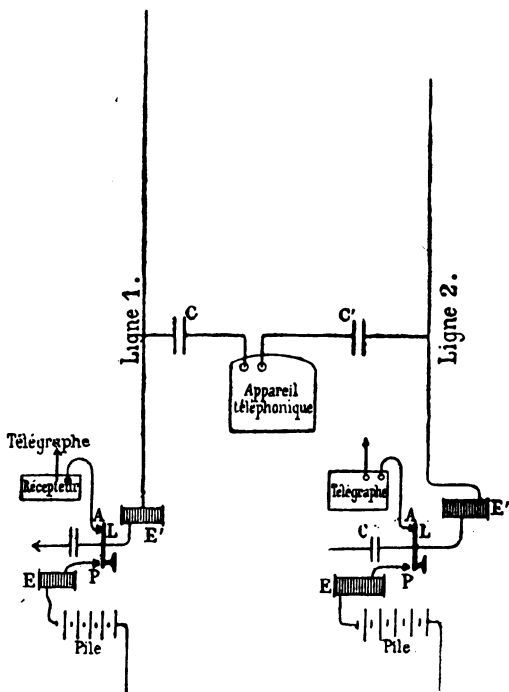 Ligne 1.
Ligne 2.
C
C'
Appareil
téléphonique
Télégraphe
Récepteur
A
L
E'
E
P
Pile
Télégraphe
A
L
E'
C
E
P
Pile